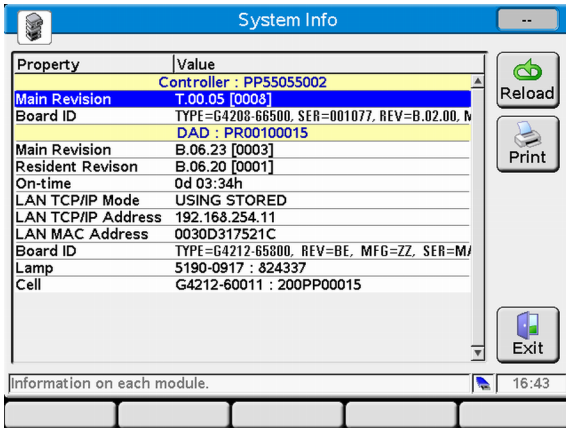 System Info
--
Property Value
Controller : PP55055002
Main Revision T.00.05 [0008]
Board ID TYPE=G4208-66500, SER=001077, REV=B.02.00,
DAD : PR00100015
Main Revision B.06.23 [0003]
Resident Revison B.06.20 [0001]
On-time 0d 03:34h
LAN TCP/IP Mode USING STORED
LAN TCP/IP Address 192.168.254.11
LAN MAC Address 0030D317521C
Board ID TYPE=G4212-65800, REV=BE, MFG=ZZ, SER=MA
Lamp 5190-0917 : 824337
Cell G4212-60011 : 200PP00015
Reload
Print
Exit
Information on each module.
16:43